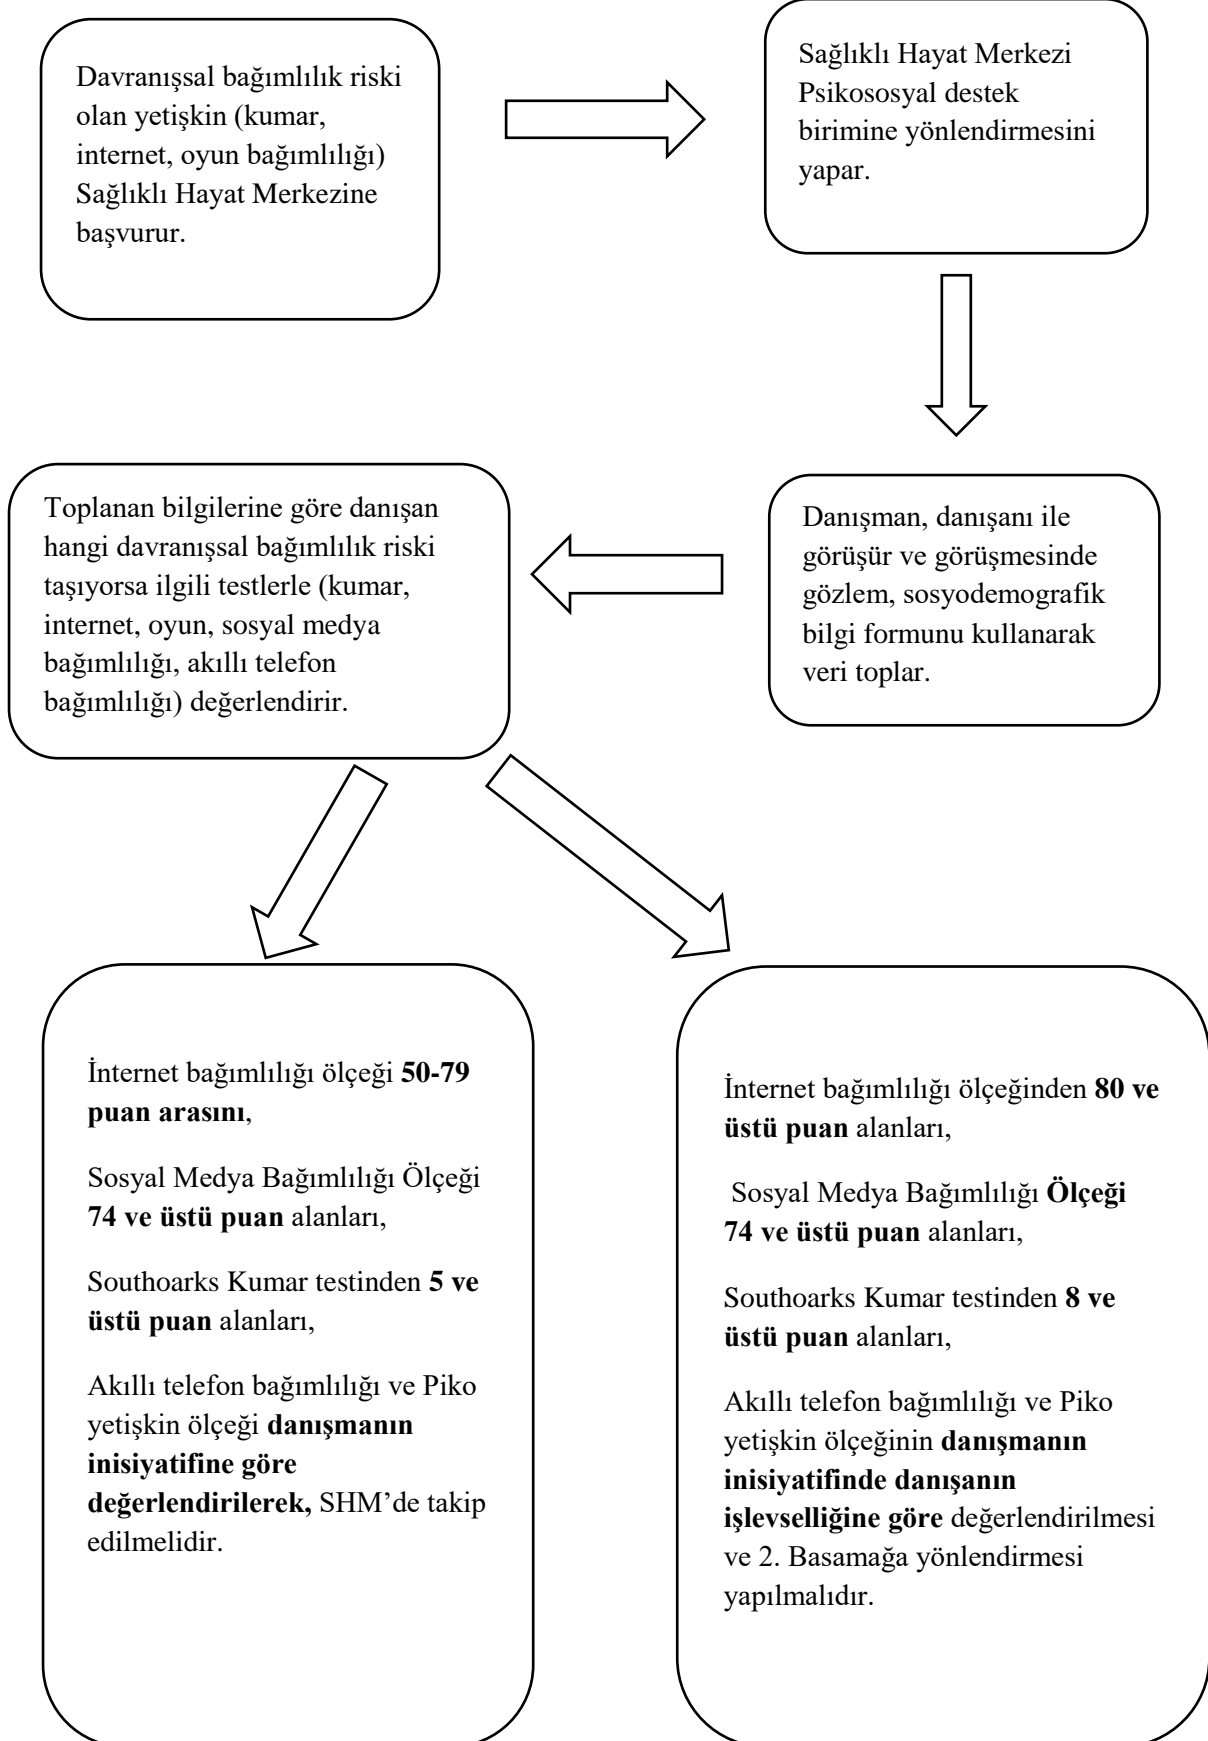 Davranışsal bağımlılık riski
olan yetişkin (kumar,
internet, oyun bağımlılığı)
Sağlıklı Hayat Merkezine
başvurur.
Sağlıklı Hayat Merkezi
Psikososyal destek
birimine yönlendirmesini
yapar.
Danışman, danışanı ile
görüşür ve görüşmesinde
gözlem, sosyodemografik
bilgi formunu kullanarak
veri toplar.
Toplanan bilgilerine göre danışan
hangi davranışsal bağımlılık riski
taşıyorsa ilgili testlerle (kumar,
internet, oyun, sosyal medya
bağımlılığı, akıllı telefon
bağımlılığı) değerlendirir.
İnternet bağımlılığı ölçeği 50-79
puan arasını,
Sosyal Medya Bağımlılığı Ölçeği
74 ve üstü puan alanları,
Southoarks Kumar testinden 5 ve
üstü puan alanları,
Akıllı telefon bağımlılığı ve Piko
yetişkin ölçeği danışmanın
inisiyatifine göre
değerlendirilerek, SHM’de takip
edilmelidir.
İnternet bağımlılığı ölçeğinden 80 ve
üstü puan alanları,
Sosyal Medya Bağımlılığı Ölçeği
74 ve üstü puan alanları,
Southoarks Kumar testinden 8 ve
üstü puan alanları,
Akıllı telefon bağımlılığı ve Piko
yetişkin ölçeğinin danışmanın
inisiyatifinde danışanın
işlevselliğine göre değerlendirilmesi
ve 2. Basamağa yönlendirmesi
yapılmalıdır.